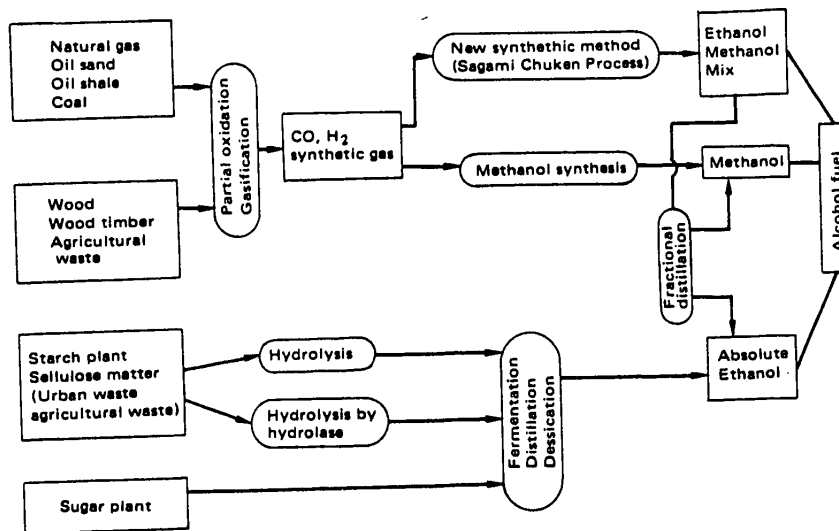 Natural gas
Oil sand
Oil shale
Coal
Wood
Wood timber
Agricultural
waste
Partial oxidation
Gasification
CO, H2
synthetic gas
New synthethic method
(Sagami Chuken Process)
Ethanol
Methanol
Mix
Methanol synthesis
Methanol
Fractional
distillation
Alcohol fuel
Starch plant
Sellulose matter
(Urban waste
agricultural waste)
Hydrolysis
Hydrolysis by
hydrolase
Fermentation
Distillation
Dessication
Absolute
Ethanol
Sugar plant